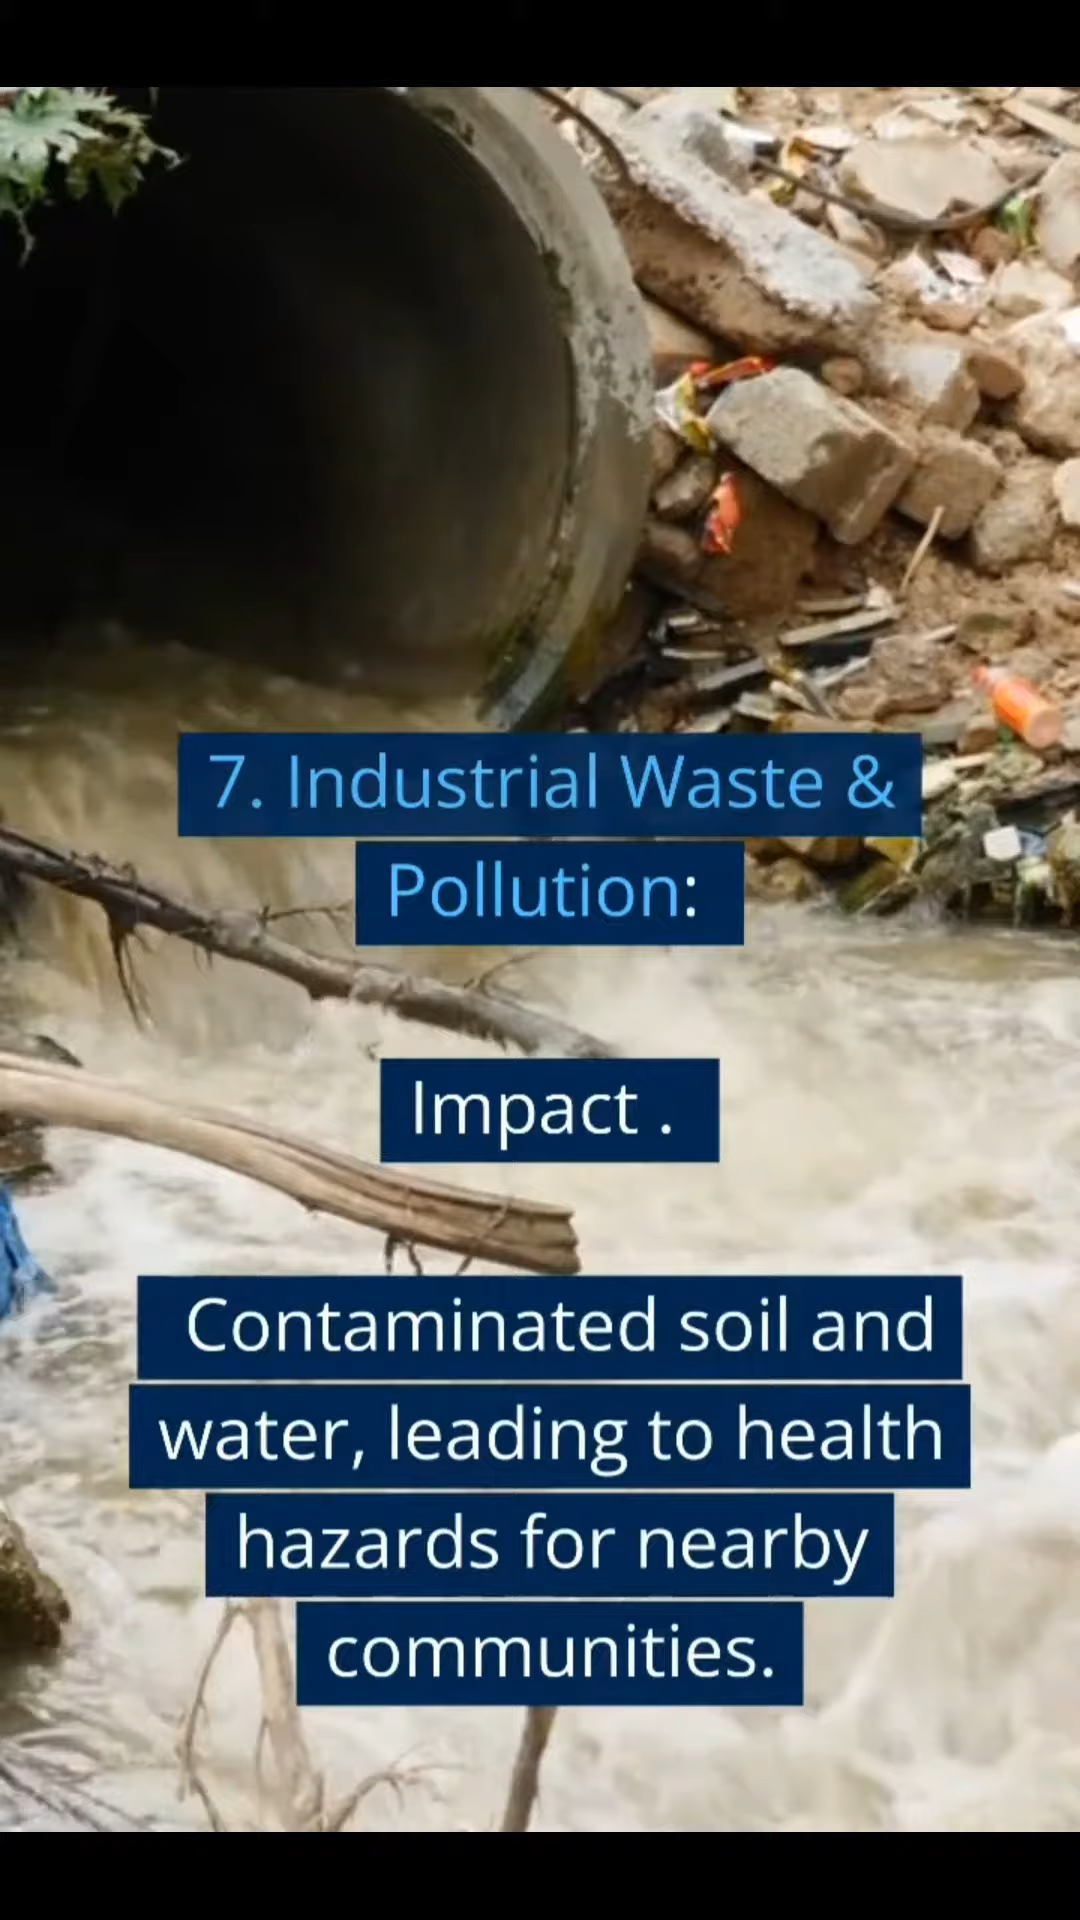 7. Industrial Waste &
Pollution:
Impact .
Contaminated soil and
water, leading to health
hazards for nearby
communities.